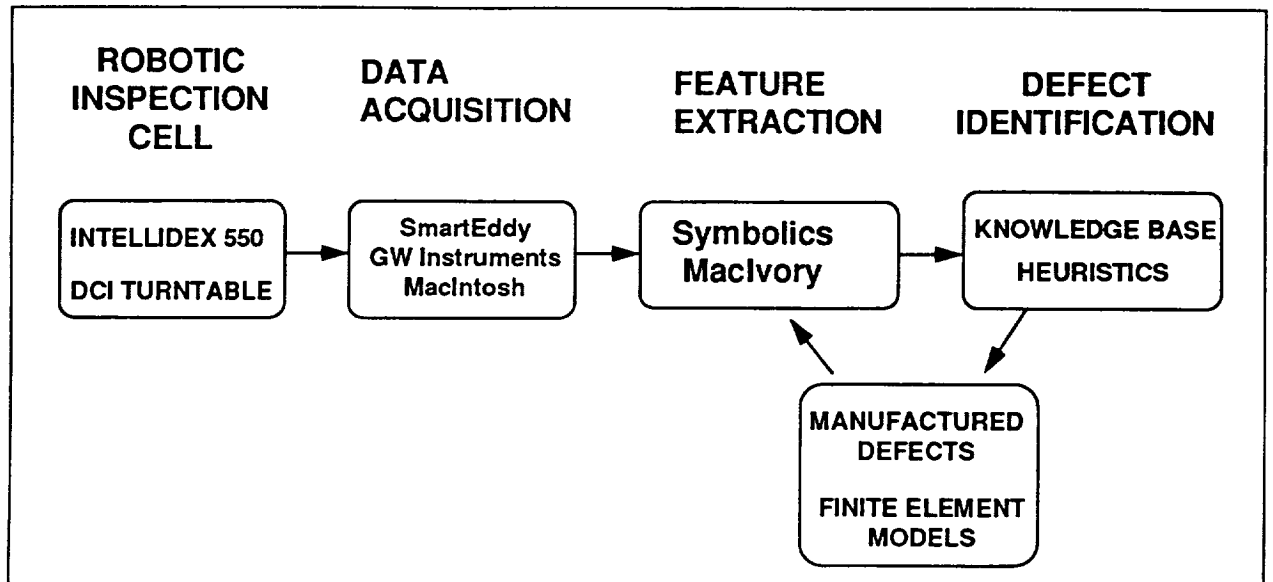 ROBOTIC
INSPECTION
CELL
DATA
ACQUISITION
FEATURE
EXTRACTION
DEFECT
IDENTIFICATION
INTELLIDEX 550
DCI TURNTABLE
SmartEddy
GW Instruments
MacIntosh
Symbolics
MacIvory
KNOWLEDGE BASE
HEURISTICS
MANUFACTURED
DEFECTS
FINITE ELEMENT
MODELS